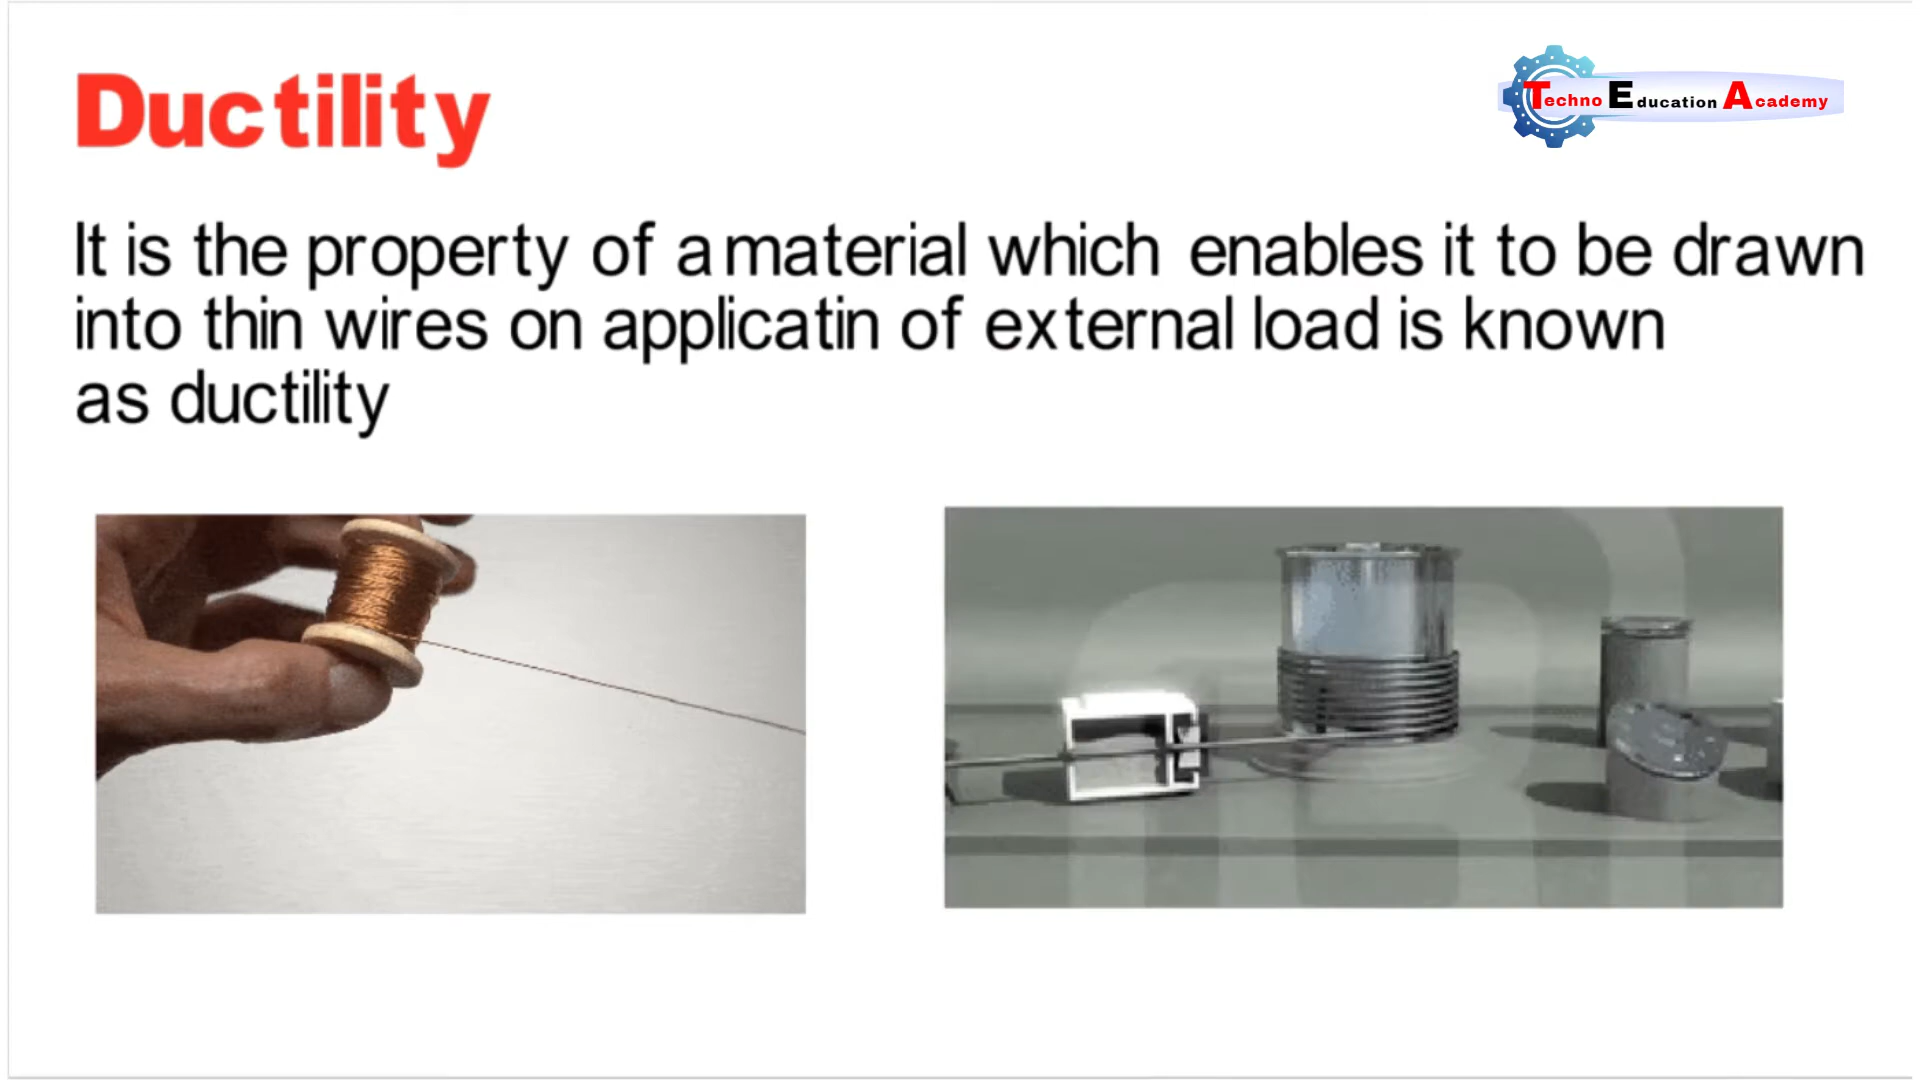 Ductility
Techno Education Academy
It is the property of a material which enables it to be drawn
into thin wires on applicatin of external load is known
as ductility